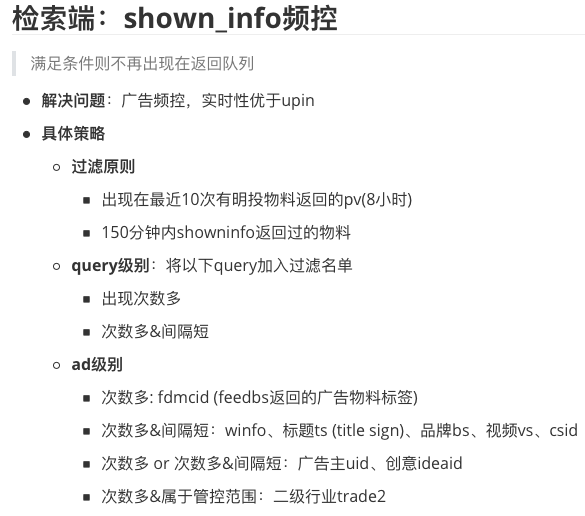 检索端：shown_info频控
满足条件则不再出现在返回队列
解决问题：广告频控，实时性优于upin
具体策略
过滤原则
出现在最近10次有明投物料返回的pv(8小时)
150分钟内showninfo返回过的物料
query级别：将以下query加入过滤名单
出现次数多
次数多&间隔短
ad级别
次数多: fdmcid (feedbs返回的广告物料标签)
次数多&间隔短：winfo、标题ts (title sign)、品牌bs、视频vs、csid
次数多 or 次数多&间隔短：广告主uid、创意ideaid
次数多&属于管控范围：二级行业trade2